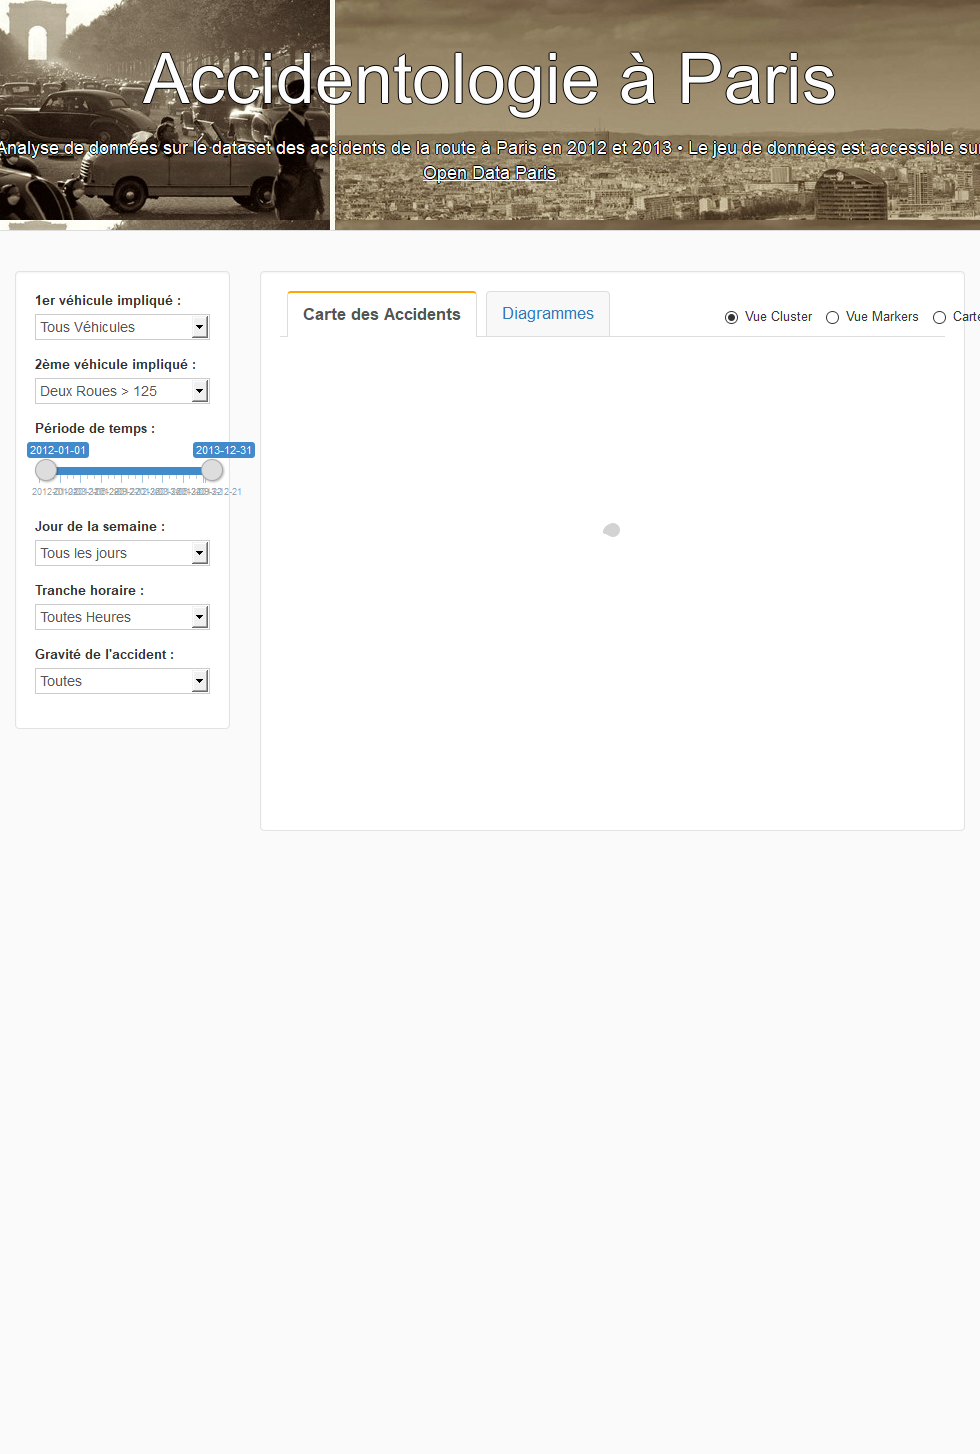 Accidentologie à Paris
Analyse de données sur le dataset des accidents de la route à Paris en 2012 et 2013 • Le jeu de données est accessible
Open Data Paris
1er véhicule impliqué :
Tous Véhicules
2ème véhicule impliqué :
Deux Roues > 125
Période de temps :
2012-01-01
2013-12-31
Jour de la semaine :
Tous les jours
Tranche horaire :
Toutes Heures
Gravité de l'accident :
Toutes
Carte des Accidents
Diagrammes
Vue Cluster
Vue Markers